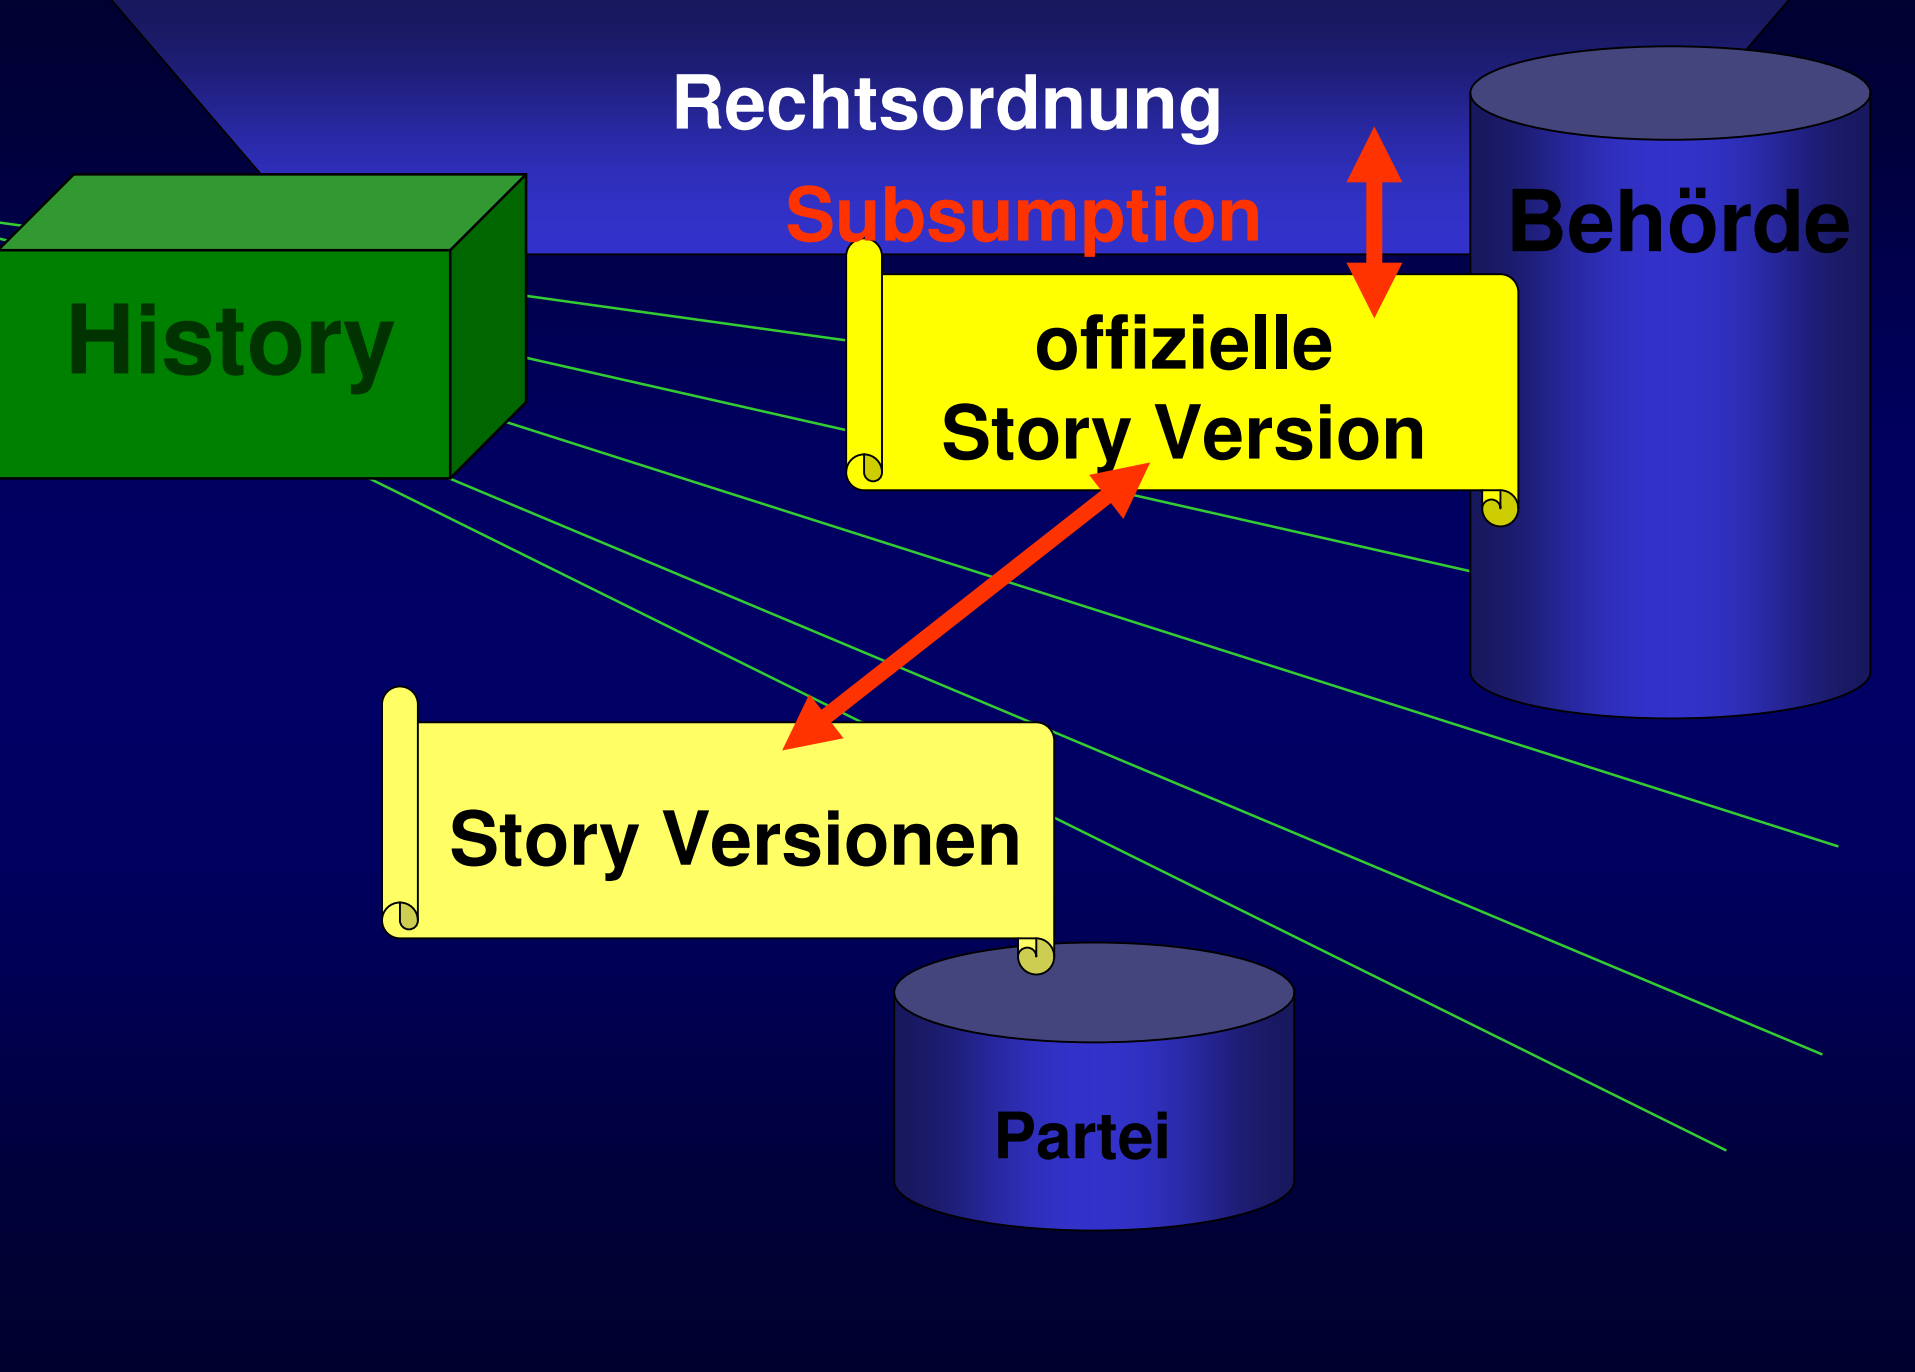 Rechtsordnung
Subsumption
Behörde
History
offizielle
Story Version
Story Versionen
Partei